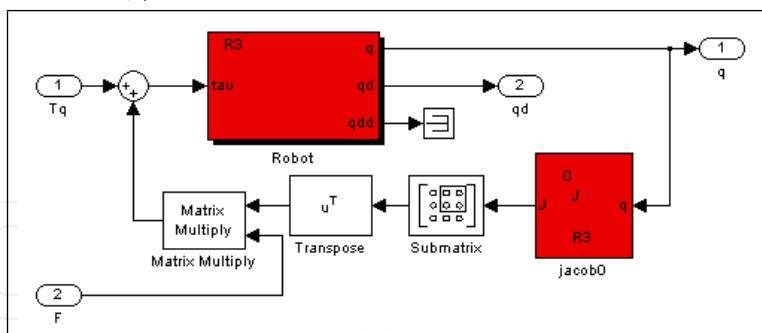 R3
q
1
q
1
Tq
+
+
tau
qd
2
qd
qdd
Robot
Matrix
Multiply
Matrix Multiply
u^T
Transpose
Submatrix
0
J
J
q
R3
jacob0
2
F